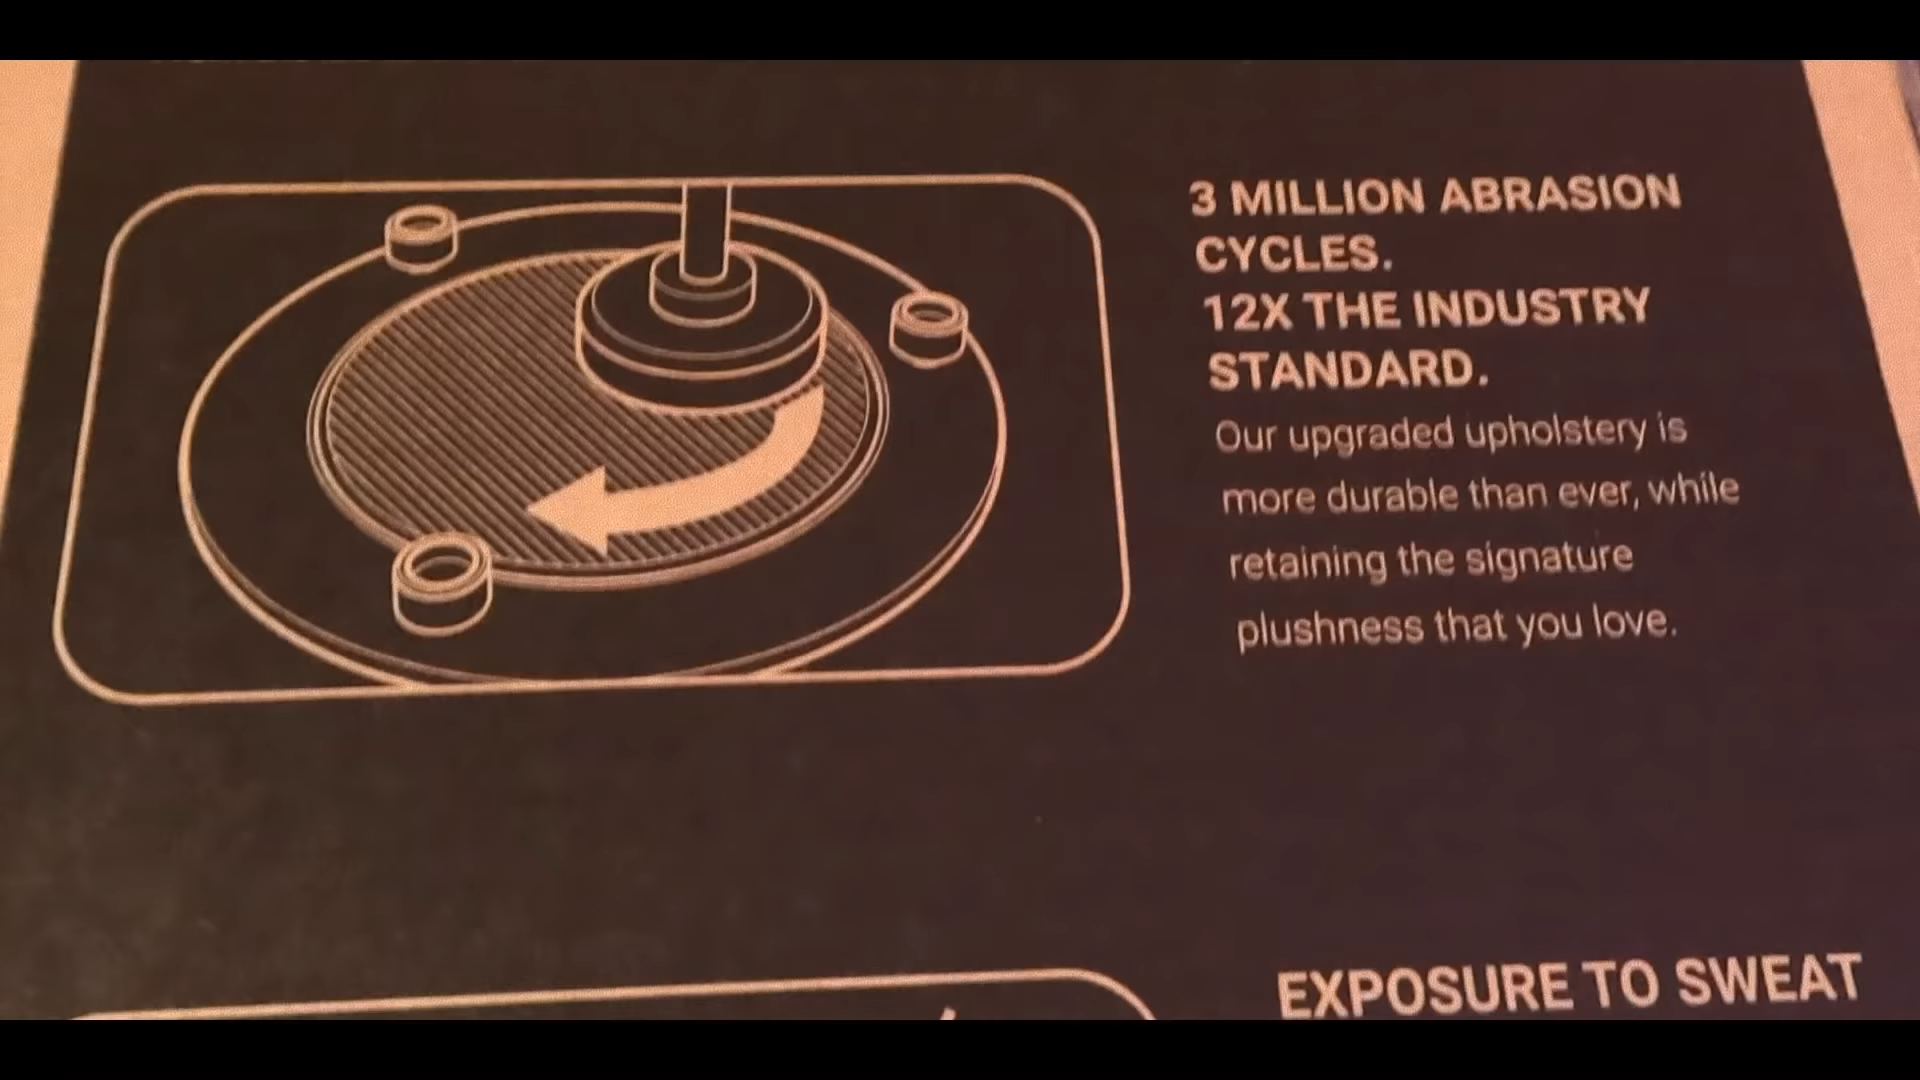 3 MILLION ABRASION
CYCLES.
12X THE INDUSTRY
STANDARD.
Our upgraded upholstery is
more durable than ever, while
retaining the signature
plushness that you love.
EXPOSURE TO SWEAT